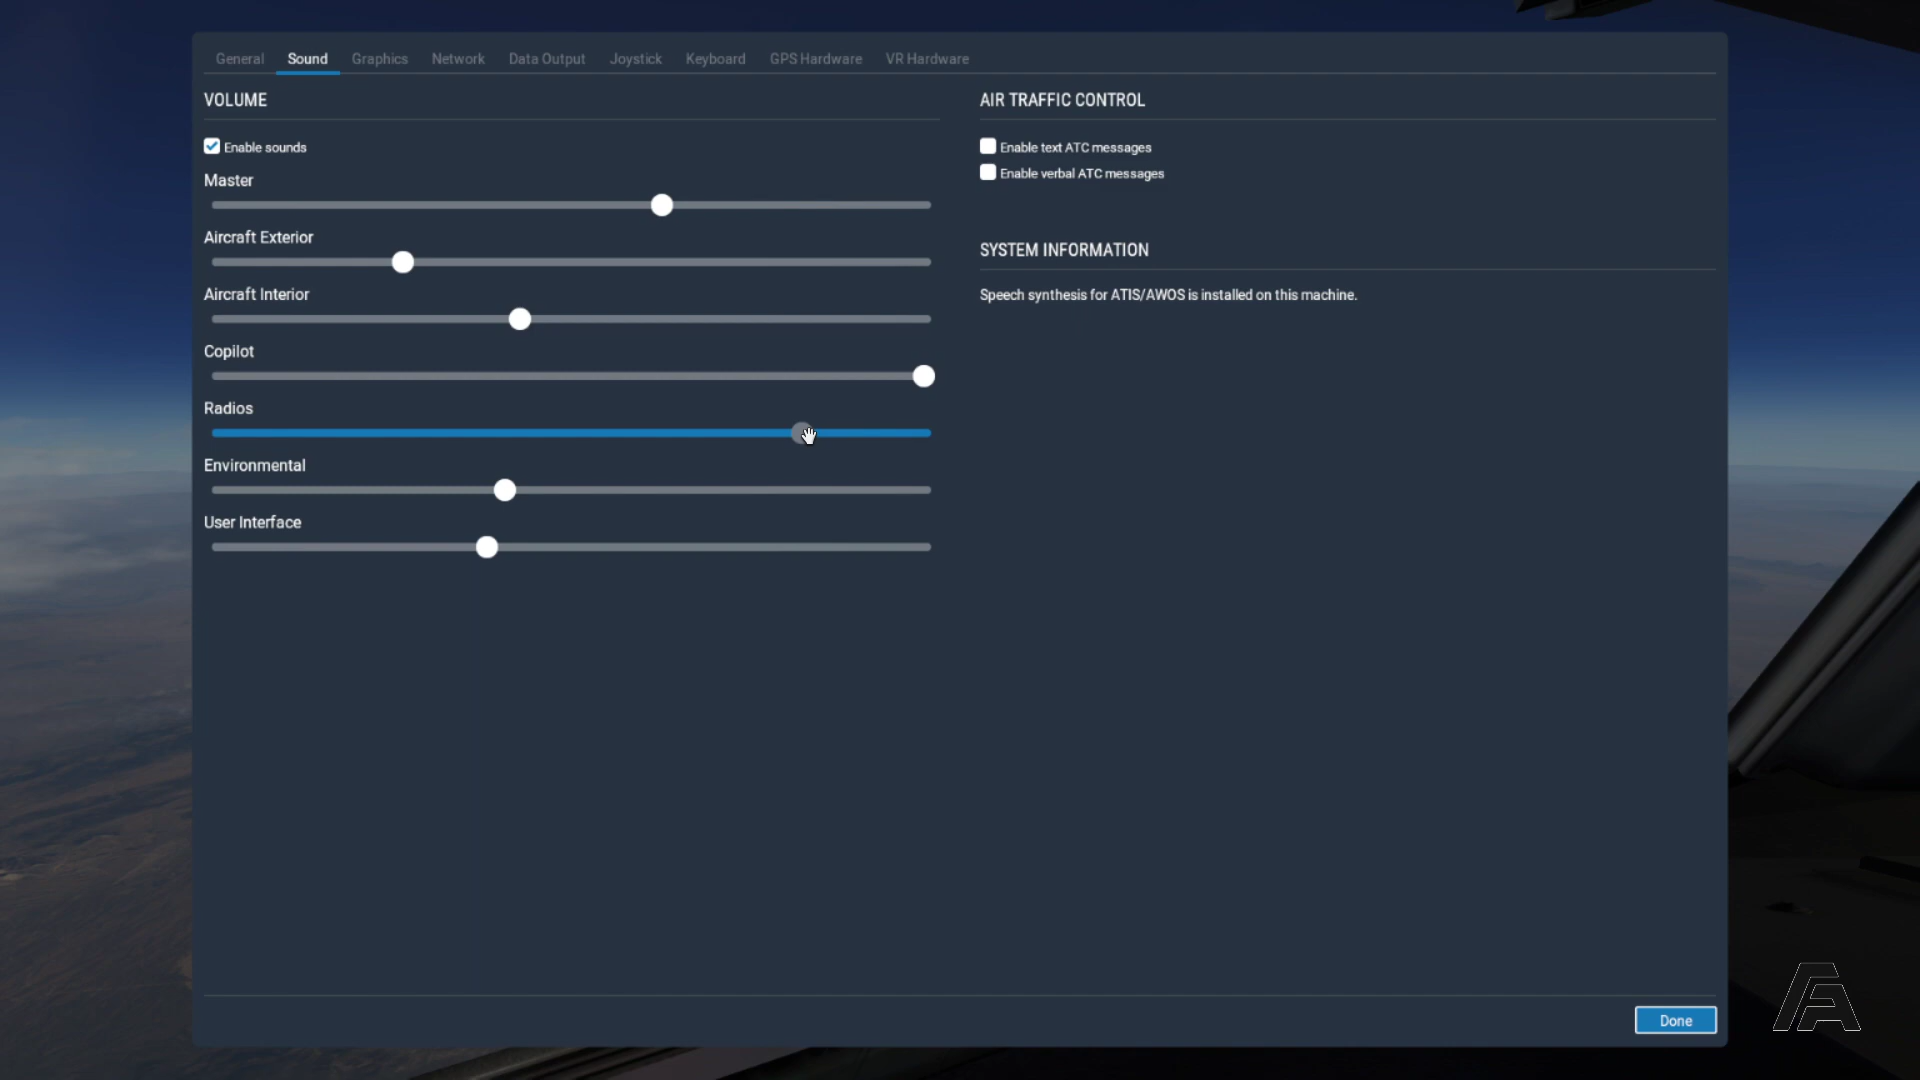 General Sound Graphics Network Data Output Joystick Keyboard GPS Hardware VR Hardware
VOLUME
Enable sounds
Master
Aircraft Exterior
Aircraft Interior
Copilot
Radios
Environmental
User Interface
AIR TRAFFIC CONTROL
Enable text ATC messages
Enable verbal ATC messages
SYSTEM INFORMATION
Speech synthesis for ATIS/AWOS is installed on this machine.
Done